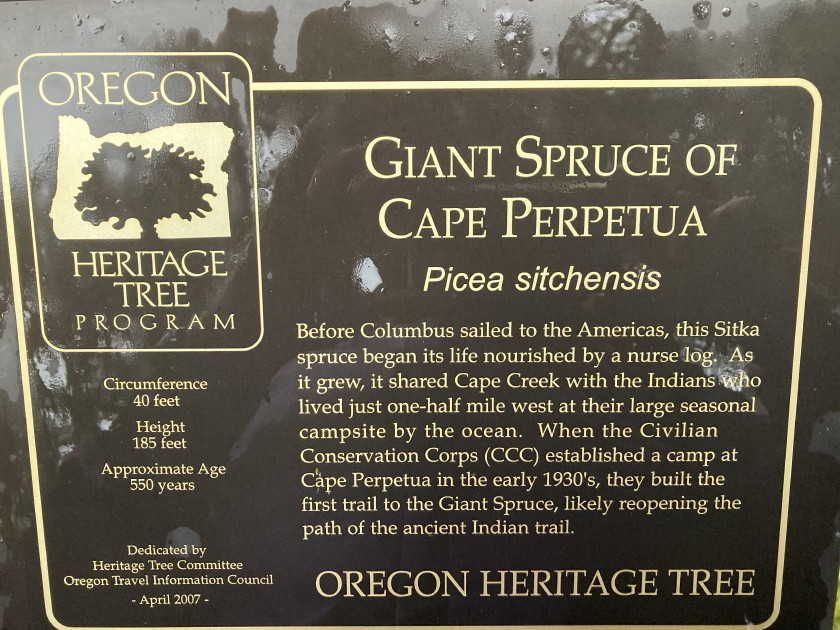 OREGON
HERITAGE
TREE
PROGRAM
Circumference
40 feet
Height
185 feet
Approximate Age
550 years
Dedicated by
Heritage Tree Committee
Oregon Travel Information Council
- April 2007 -
GIANT SPRUCE OF
CAPE PERPETUA
Picea sitchensis
Before Columbus sailed to the Americas, this Sitka
spruce began its life nourished by a nurse log. As
it grew, it shared Cape Creek with the Indians who
lived just one-half mile west at their large seasonal
campsite by the ocean. When the Civilian
Conservation Corps (CCC) established a camp at
Cape Perpetua in the early 1930's, they built the
first trail to the Giant Spruce, likely reopening the
path of the ancient Indian trail.
OREGON HERITAGE TREE